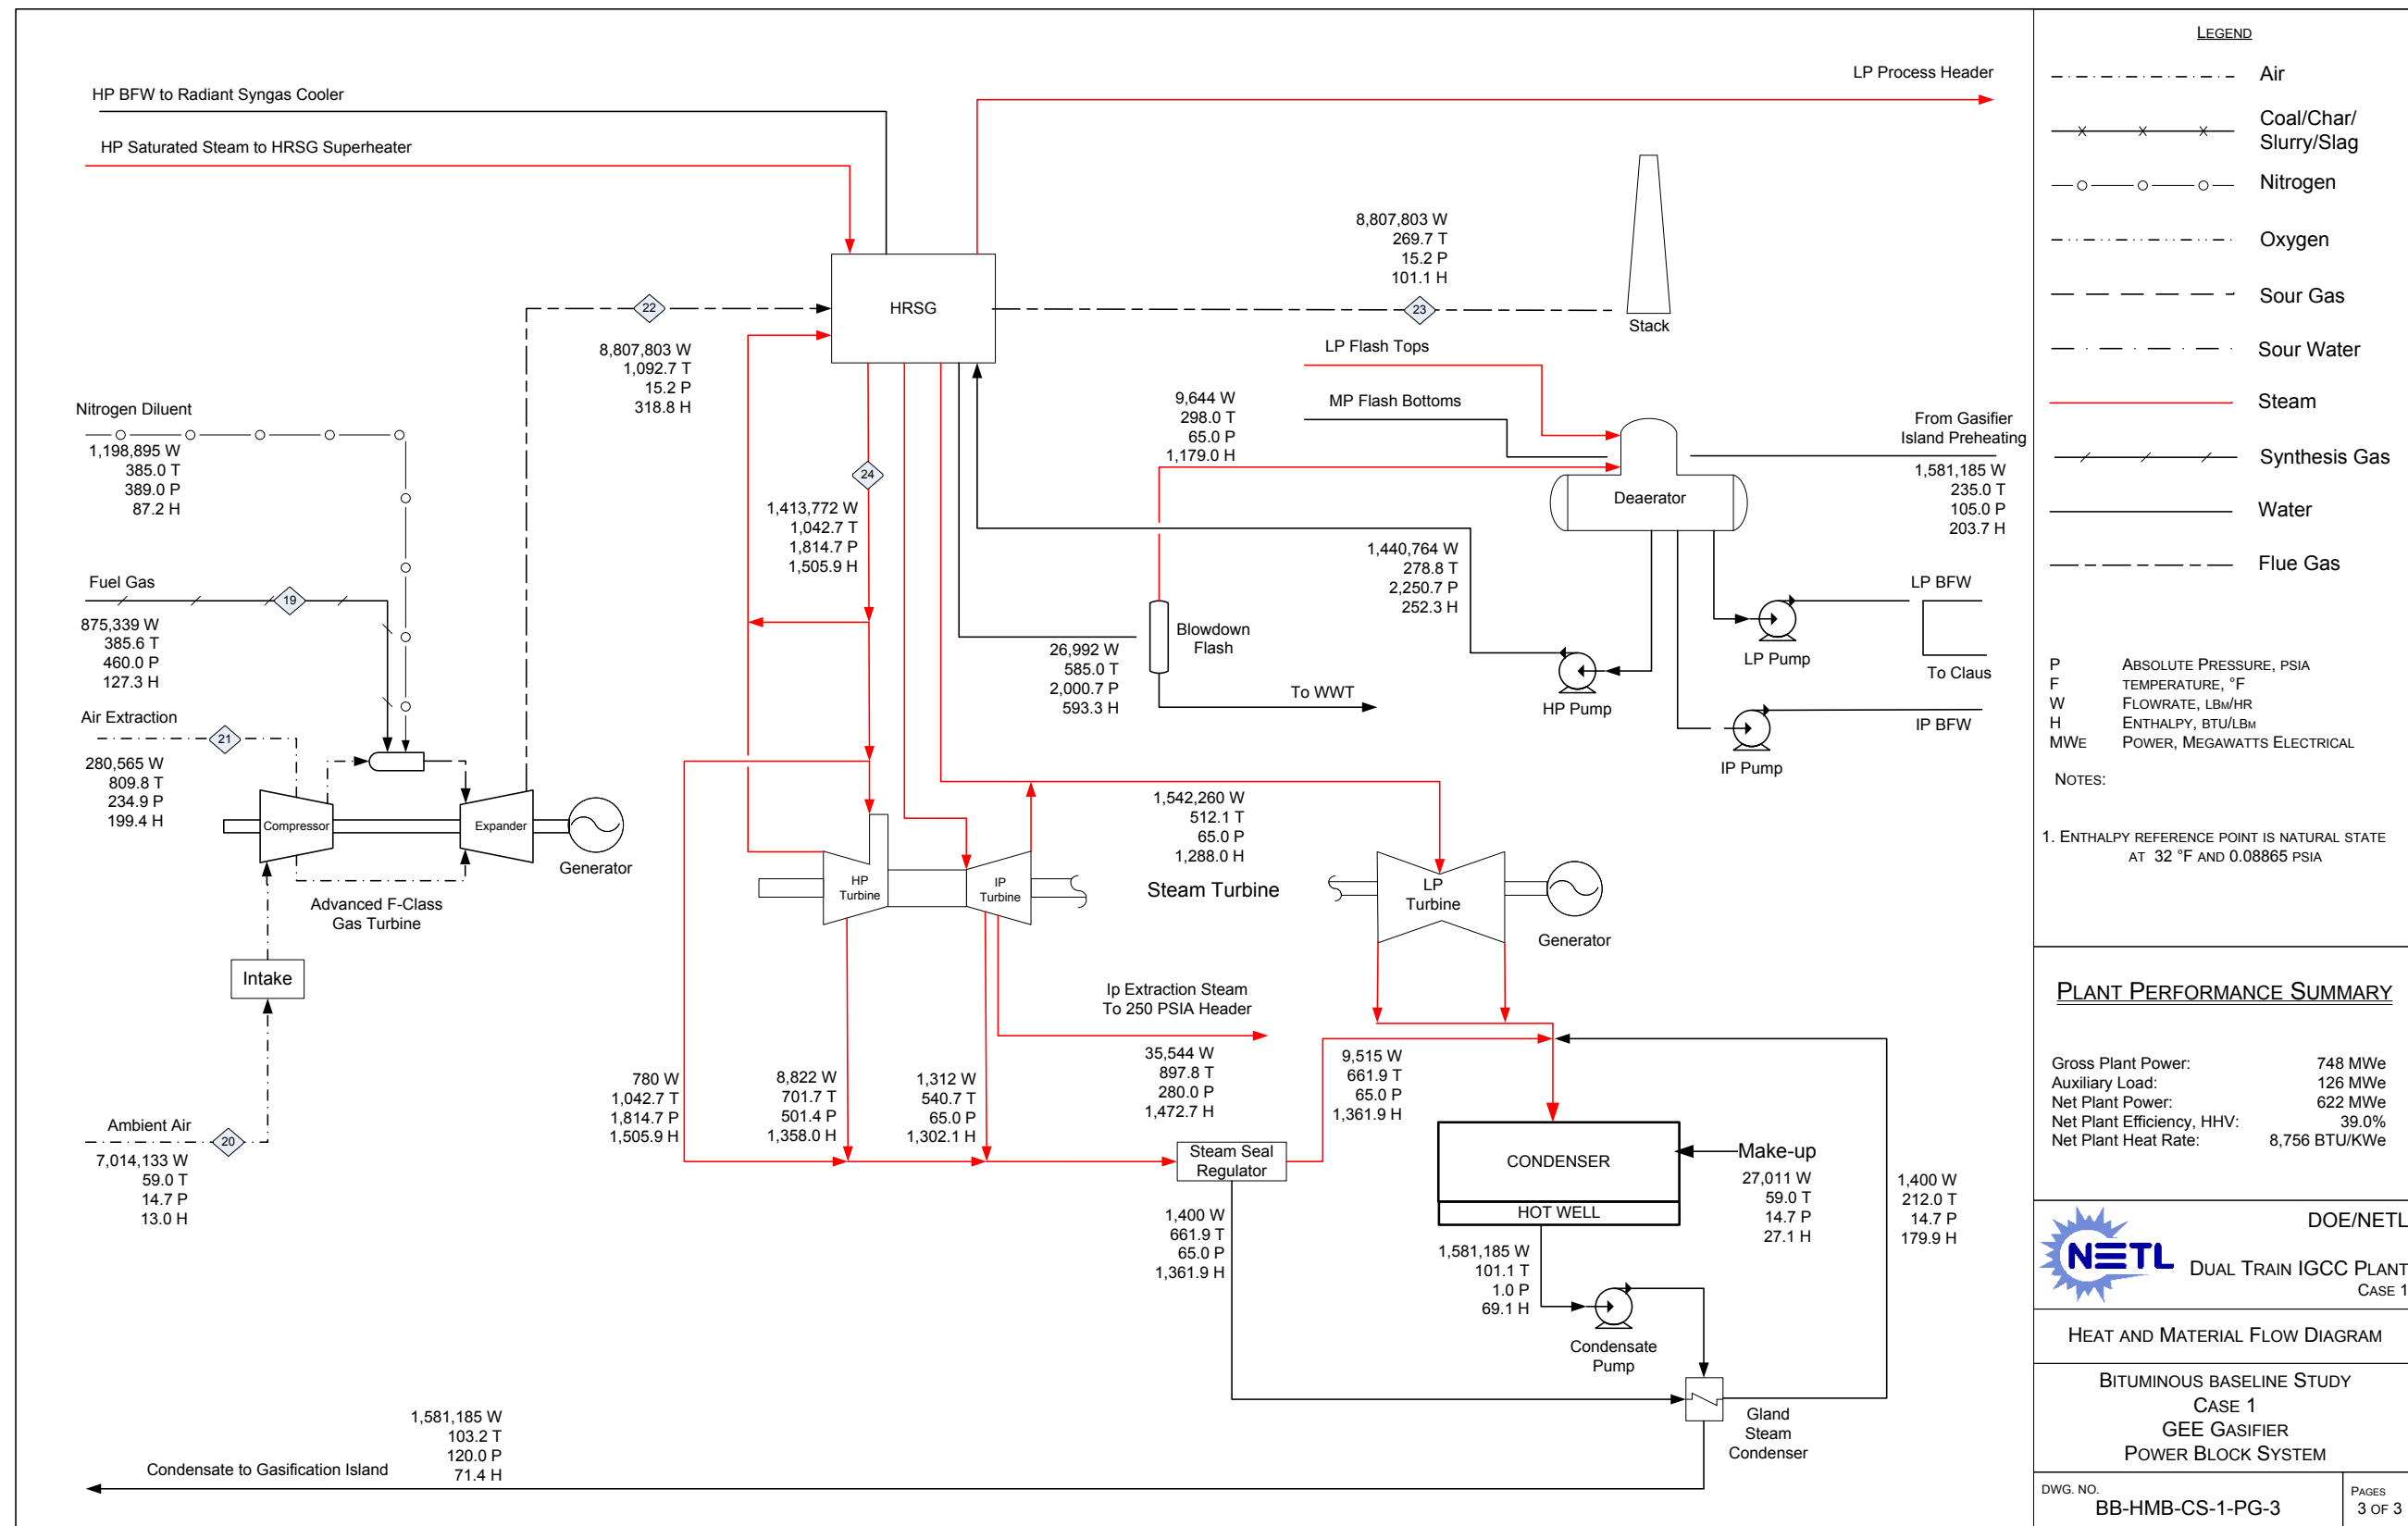 HP BFW to Radiant Syngas Cooler
HP Saturated Steam to HRSG Superheater
LP Process Header
HRSG
22
8,807,803 W
1,092.7 T
15.2 P
318.8 H
8,807,803 W
269.7 T
15.2 P
101.1 H
23
Stack
Nitrogen Diluent
1,198,895 W
385.0 T
389.0 P
87.2 H
Fuel Gas
19
875,339 W
385.6 T
460.0 P
127.3 H
Air Extraction
21
280,565 W
809.8 T
234.9 P
199.4 H
Compressor
Expander
Generator
Advanced F-Class
Gas Turbine
Intake
Ambient Air
20
7,014,133 W
59.0 T
14.7 P
13.0 H
24
1,413,772 W
1,042.7 T
1,814.7 P
1,505.9 H
LP Flash Tops
MP Flash Bottoms
9,644 W
298.0 T
65.0 P
1,179.0 H
From Gasifier
Island Preheating
1,581,185 W
235.0 T
105.0 P
203.7 H
Deaerator
1,440,764 W
278.8 T
2,250.7 P
252.3 H
Blowdown
Flash
26,992 W
585.0 T
2,000.7 P
593.3 H
To WWT
HP Pump
LP Pump
IP Pump
LP BFW
To Claus
IP BFW
HP
Turbine
IP
Turbine
1,542,260 W
512.1 T
65.0 P
1,288.0 H
Steam Turbine
LP
Turbine
Generator
Ip Extraction Steam
To 250 PSIA Header
35,544 W
897.8 T
280.0 P
1,472.7 H
780 W
1,042.7 T
1,814.7 P
1,505.9 H
8,822 W
701.7 T
501.4 P
1,358.0 H
1,312 W
540.7 T
65.0 P
1,302.1 H
9,515 W
661.9 T
65.0 P
1,361.9 H
Steam Seal
Regulator
1,400 W
661.9 T
65.0 P
1,361.9 H
CONDENSER
HOT WELL
Make-up
27,011 W
59.0 T
14.7 P
27.1 H
1,400 W
212.0 T
14.7 P
179.9 H
1,581,185 W
101.1 T
1.0 P
69.1 H
Condensate
Pump
Gland
Steam
Condenser
1,581,185 W
103.2 T
120.0 P
71.4 H
Condensate to Gasification Island
LEGEND
Air
Coal/Char/
Slurry/Slag
Nitrogen
Oxygen
Sour Gas
Sour Water
Steam
Synthesis Gas
Water
Flue Gas
P ABSOLUTE PRESSURE, PSIA
F TEMPERATURE, °F
W FLOWRATE, LBM/HR
H ENTHALPY, BTU/LBM
MWE POWER, MEGAWATTS ELECTRICAL
NOTES:
1. ENTHALPY REFERENCE POINT IS NATURAL STATE
AT 32 °F AND 0.08865 PSIA
PLANT PERFORMANCE SUMMARY
Gross Plant Power: 748 MWe
Auxiliary Load: 126 MWe
Net Plant Power: 622 MWe
Net Plant Efficiency, HHV: 39.0%
Net Plant Heat Rate: 8,756 BTU/KWe
NETL
DOE/NETL
DUAL TRAIN IGCC PLANT
CASE 1
HEAT AND MATERIAL FLOW DIAGRAM
BITUMINOUS BASELINE STUDY
CASE 1
GEE GASIFIER
POWER BLOCK SYSTEM
DWG. NO.
BB-HMB-CS-1-PG-3
PAGES
3 OF 3